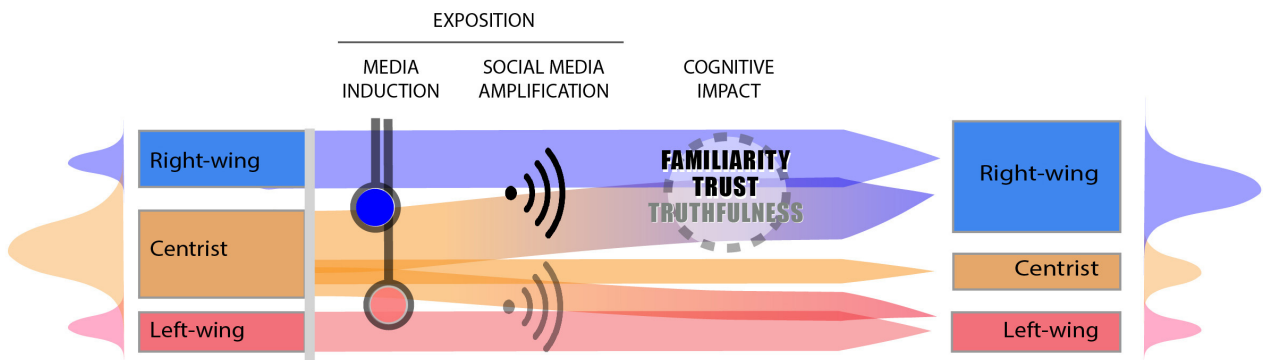 EXPOSITION
MEDIA
INDUCTION
SOCIAL MEDIA
AMPLIFICATION
COGNITIVE
IMPACT
Right-wing
Centrist
Left-wing
FAMILIARITY
TRUST
TRUTHFULNESS
Right-wing
Centrist
Left-wing